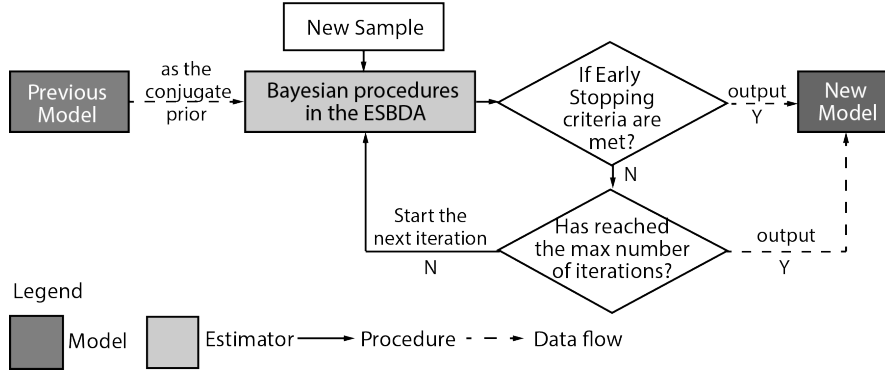 New Sample
Previous
Model
as the
conjugate
prior
Bayesian procedures
in the ESBDA
If Early
Stopping
criteria are
met?
output
Y
New
Model
N
Start the
next iteration
N
Has reached
the max number
of iterations?
output
Y
Legend
Model
Estimator
Procedure
Data flow